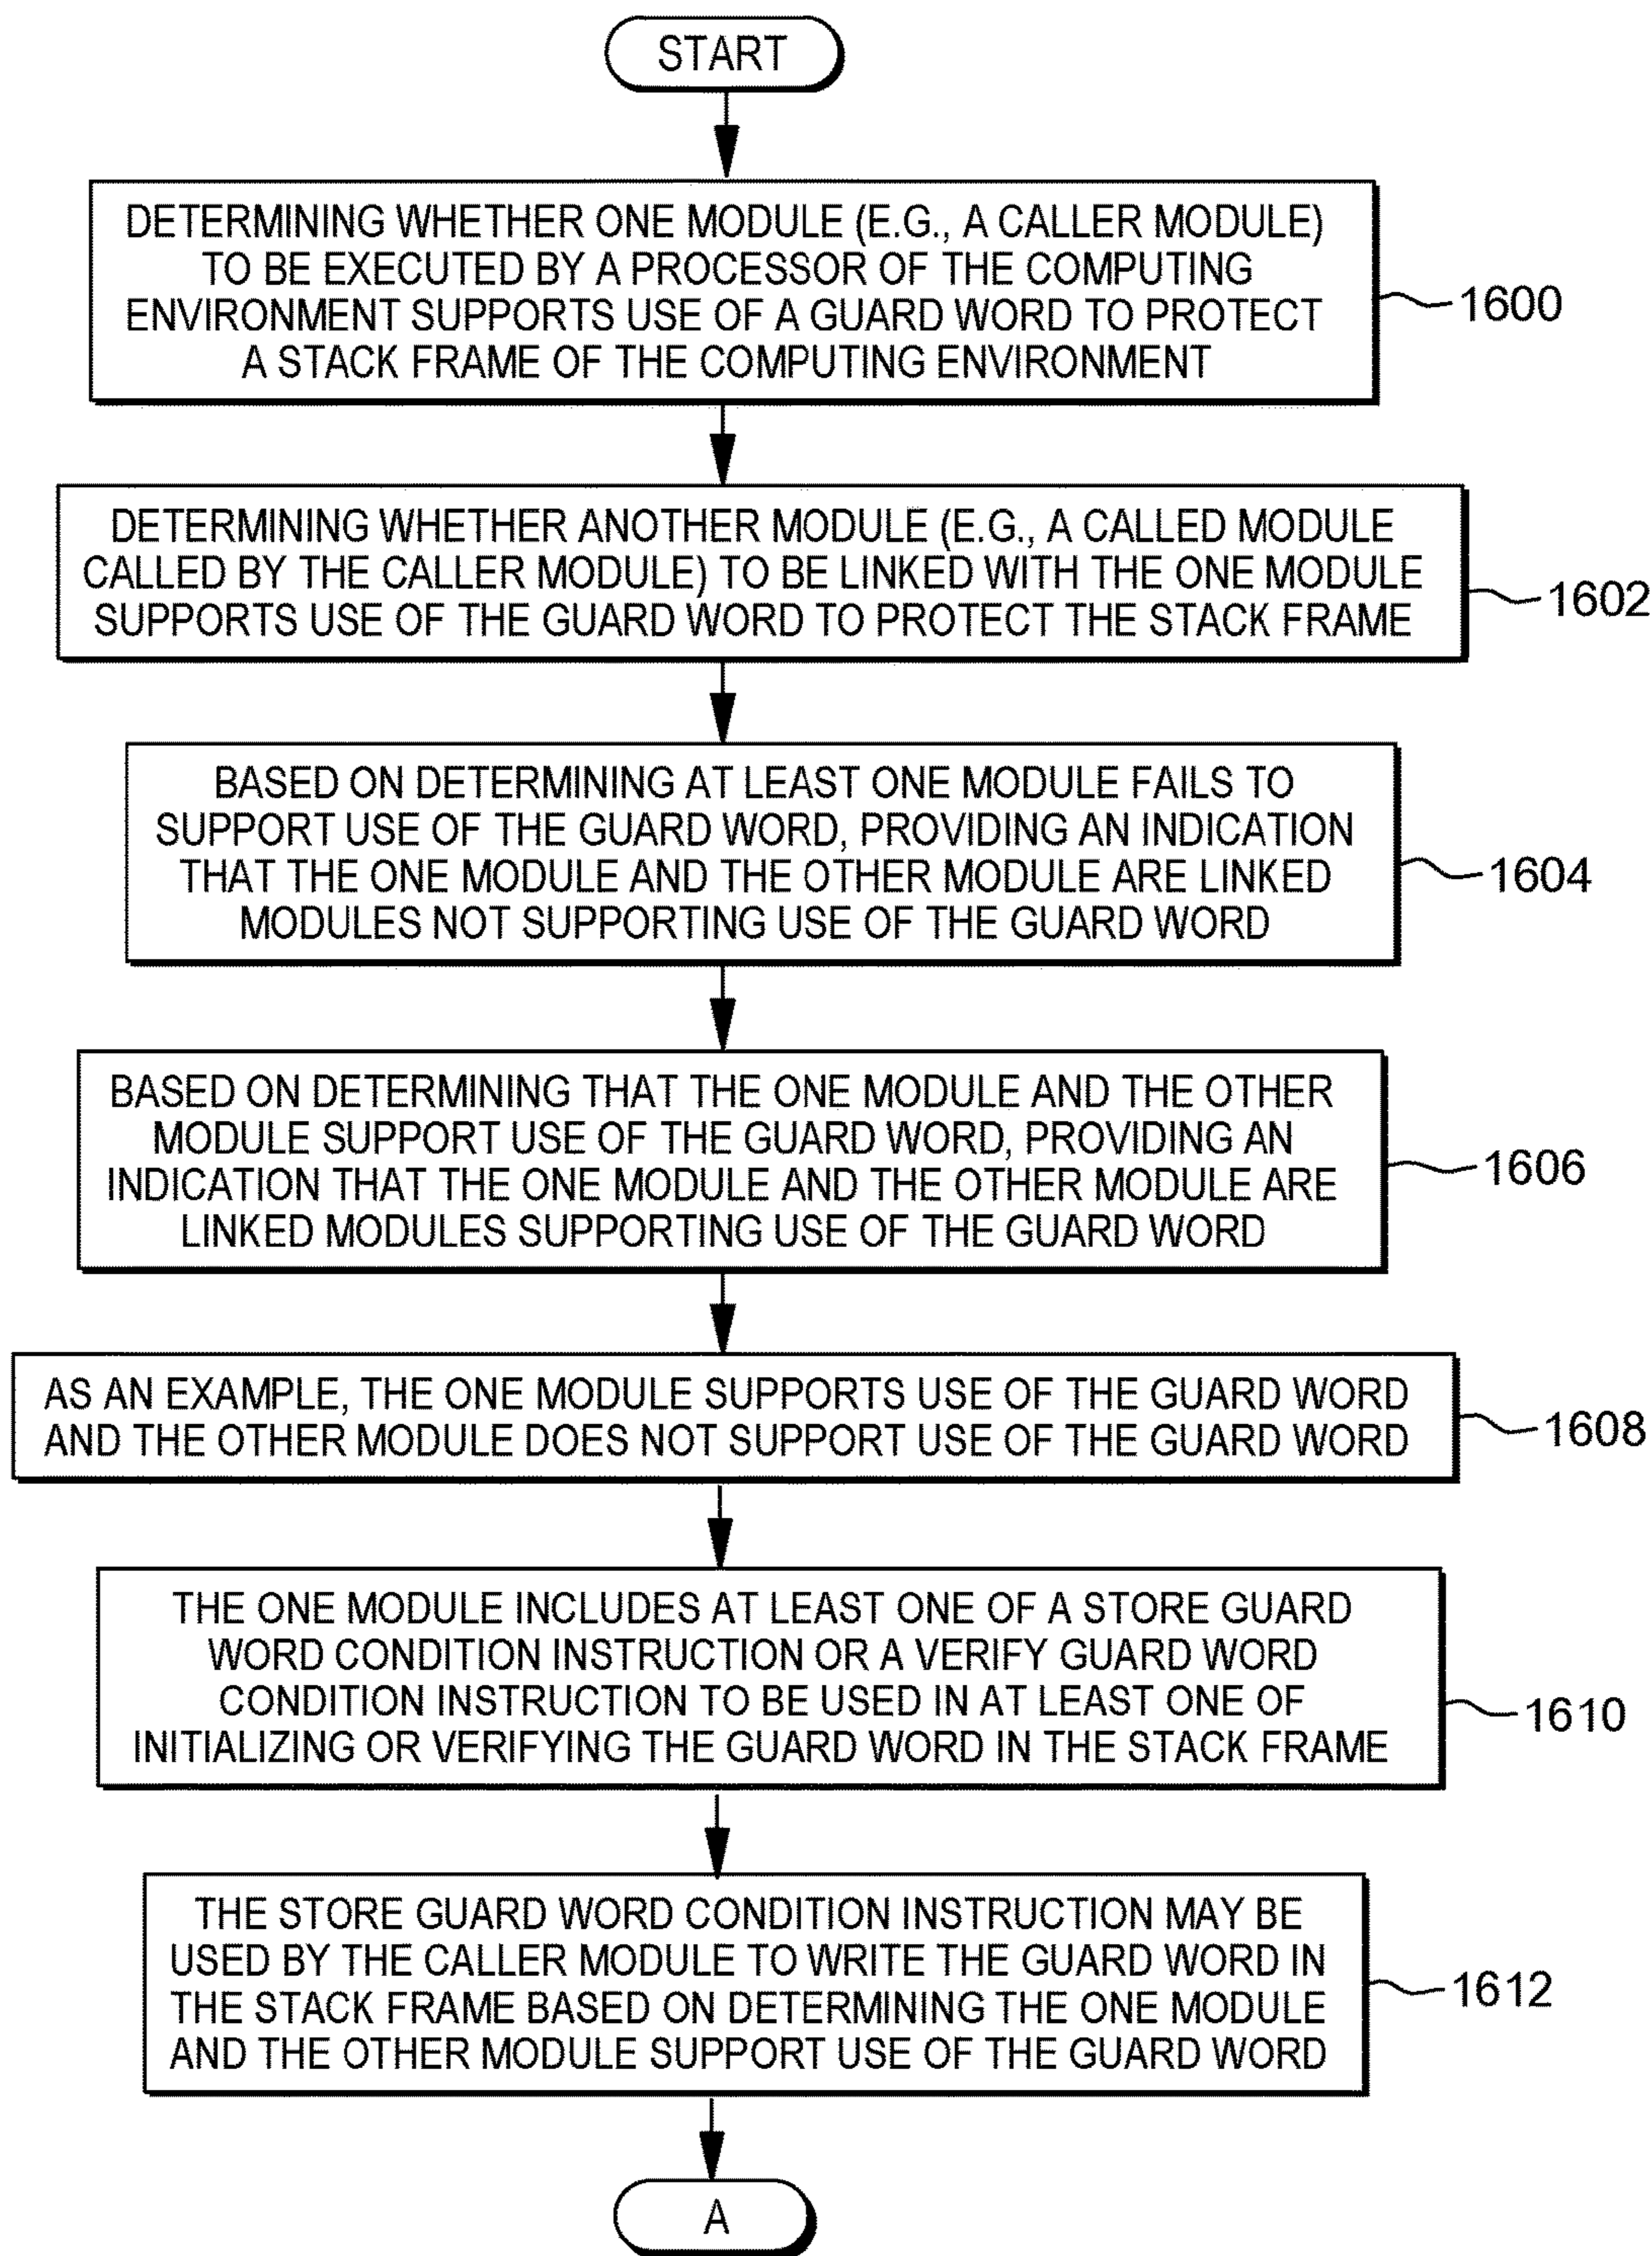 START
DETERMINING WHETHER ONE MODULE (E.G., A CALLER MODULE)
TO BE EXECUTED BY A PROCESSOR OF THE COMPUTING
ENVIRONMENT SUPPORTS USE OF A GUARD WORD TO PROTECT
A STACK FRAME OF THE COMPUTING ENVIRONMENT
1600
DETERMINING WHETHER ANOTHER MODULE (E.G., A CALLED MODULE
CALLED BY THE CALLER MODULE) TO BE LINKED WITH THE ONE MODULE
SUPPORTS USE OF THE GUARD WORD TO PROTECT THE STACK FRAME
1602
BASED ON DETERMINING AT LEAST ONE MODULE FAILS TO
SUPPORT USE OF THE GUARD WORD, PROVIDING AN INDICATION
THAT THE ONE MODULE AND THE OTHER MODULE ARE LINKED
MODULES NOT SUPPORTING USE OF THE GUARD WORD
1604
BASED ON DETERMINING THAT THE ONE MODULE AND THE OTHER
MODULE SUPPORT USE OF THE GUARD WORD, PROVIDING AN
INDICATION THAT THE ONE MODULE AND THE OTHER MODULE ARE
LINKED MODULES SUPPORTING USE OF THE GUARD WORD
1606
AS AN EXAMPLE, THE ONE MODULE SUPPORTS USE OF THE GUARD WORD
AND THE OTHER MODULE DOES NOT SUPPORT USE OF THE GUARD WORD
1608
THE ONE MODULE INCLUDES AT LEAST ONE OF A STORE GUARD
WORD CONDITION INSTRUCTION OR A VERIFY GUARD WORD
CONDITION INSTRUCTION TO BE USED IN AT LEAST ONE OF
INITIALIZING OR VERIFYING THE GUARD WORD IN THE STACK FRAME
1610
THE STORE GUARD WORD CONDITION INSTRUCTION MAY BE
USED BY THE CALLER MODULE TO WRITE THE GUARD WORD IN
THE STACK FRAME BASED ON DETERMINING THE ONE MODULE
AND THE OTHER MODULE SUPPORT USE OF THE GUARD WORD
1612
A